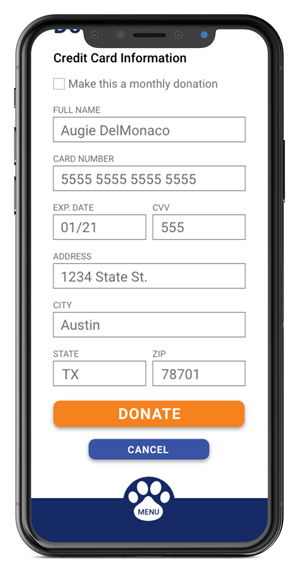 Credit Card Information
Make this a monthly donation
FULL NAME
Augie DelMonaco
CARD NUMBER
5555 5555 5555 5555
EXP. DATE CVV
01/21 555
ADDRESS
1234 State St.
CITY
Austin
STATE ZIP
TX 78701
DONATE
CANCEL
MENU